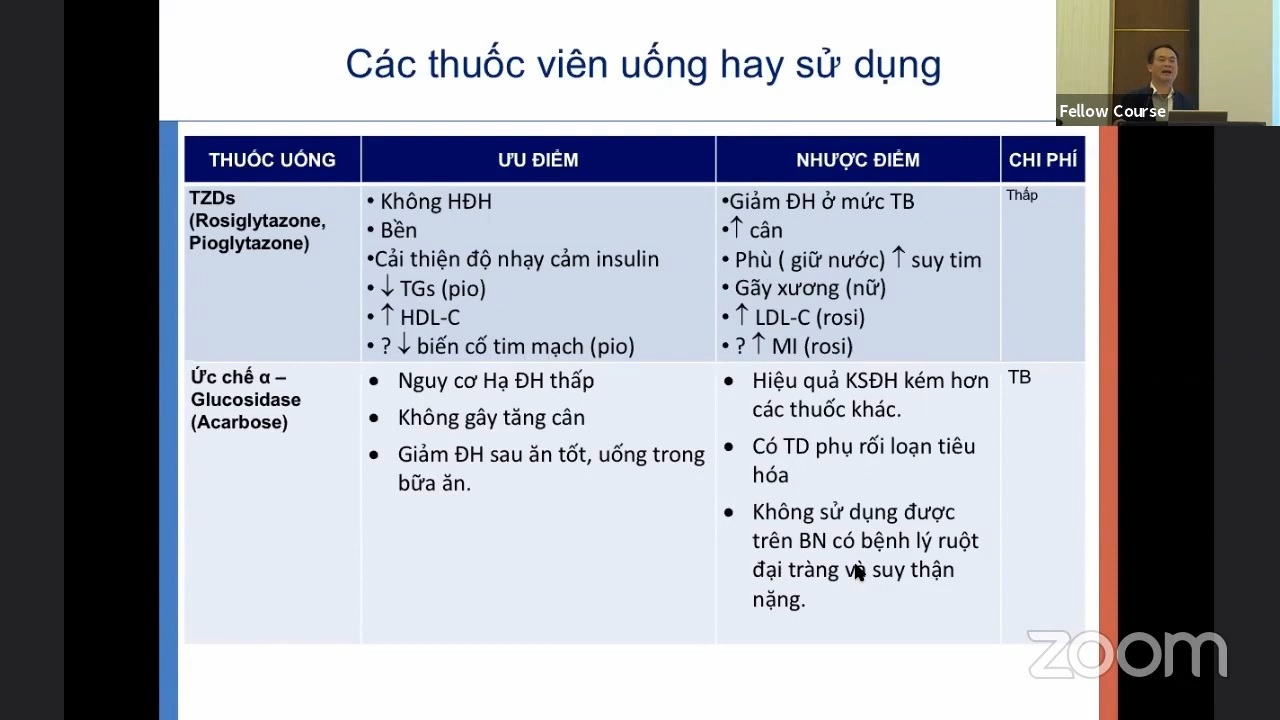 Các thuốc viên uống hay sử dụng
Fellow Course
THUỐC UỐNG
ƯU ĐIỂM
NHƯỢC ĐIỂM
CHI PHÍ
TZDs
(Rosiglytazone,
Pioglytazone)
• Không HĐH
• Bền
•Cải thiện độ nhạy cảm insulin
• ↓ TGs (pio)
• ↑ HDL-C
• ? ↓ biến cố tim mạch (pio)
•Giảm ĐH ở mức TB
•↑ cân
• Phù ( giữ nước) ↑ suy tim
• Gãy xương (nữ)
• ↑ LDL-C (rosi)
• ? ↑ MI (rosi)
Thấp
Ức chế α –
Glucosidase
(Acarbose)
• Nguy cơ Hạ ĐH thấp
• Không gây tăng cân
• Giảm ĐH sau ăn tốt, uống trong
bữa ăn.
• Hiệu quả KSĐH kém hơn
các thuốc khác.
• Có TD phụ rối loạn tiêu
hóa
• Không sử dụng được
trên BN có bệnh lý ruột
đại tràng và suy thận
nặng.
TB
zoom